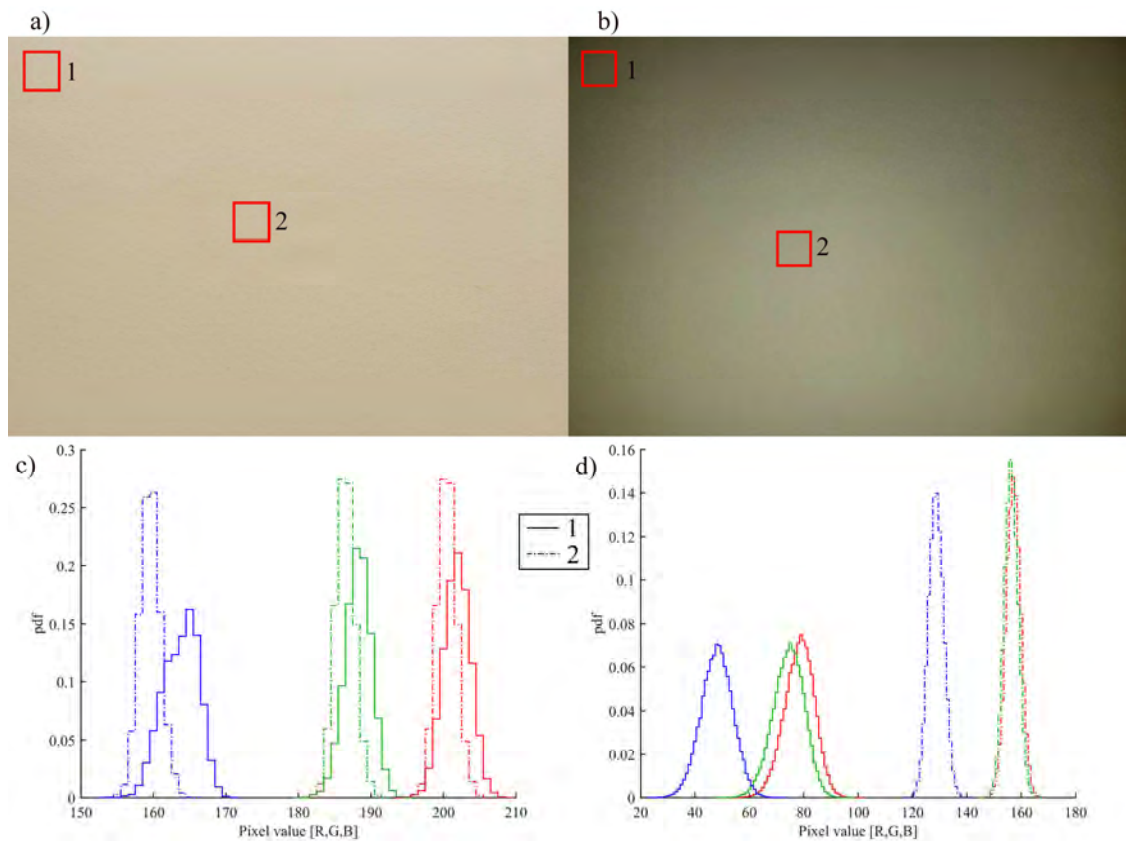 a)
b)
1
1
2
2
c)
0.3
0.25
0.2
0.15
0.1
0.05
0
pdf
150 160 170 180 190 200 210
Pixel value [R,G,B]
1
2
d)
0.16
0.14
0.12
0.1
0.08
0.06
0.04
0.02
0
pdf
20 40 60 80 100 120 140 160 180
Pixel value [R,G,B]